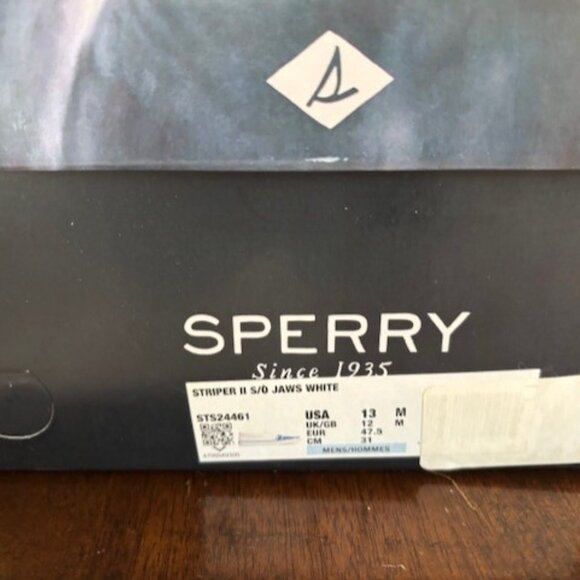 SPERRY
Since 1935
STRIPER II S/O JAWS WHITE
STS24461
USA 13 M
UK/GB 12 M
EUR 47.5
CM 31
MENS/HOMMES